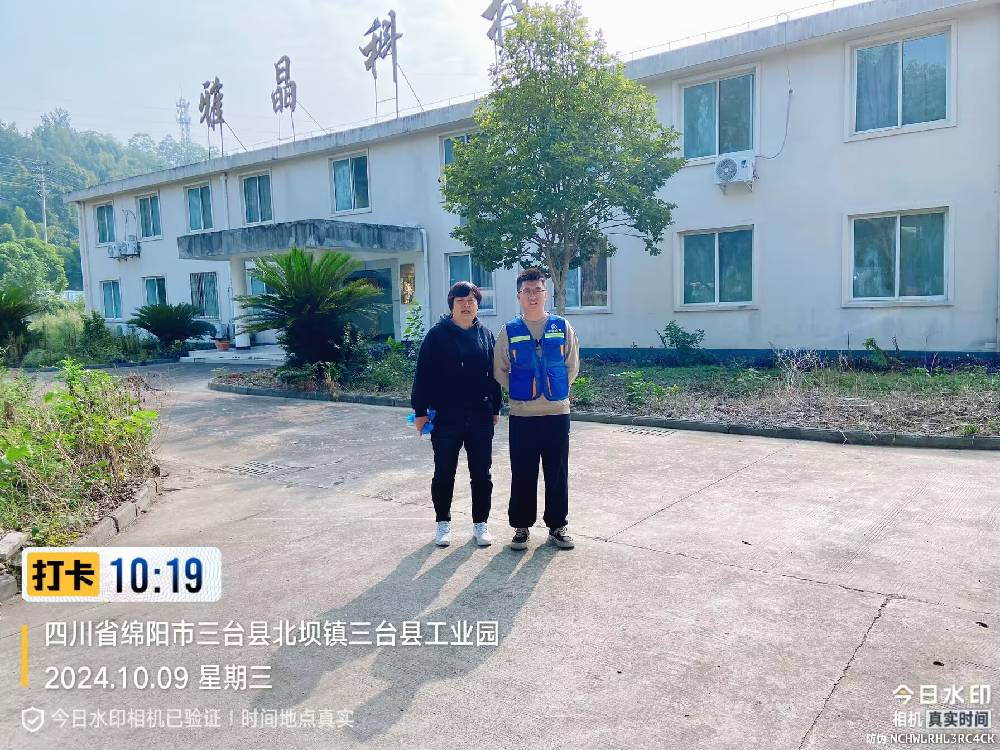 雅晶科技
打卡 10:19
四川省绵阳市三台县北坝镇三台县工业园
2024.10.09 星期三
今日水印相机已验证 | 时间地点真实
今日水印
相机 真实时间
防伪 NCHWLRHL3RC4CK